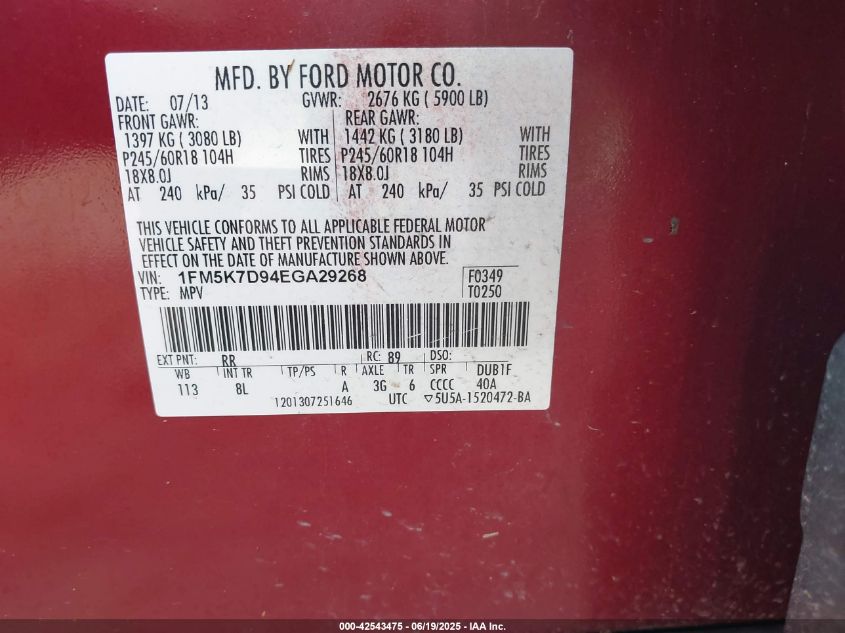 MFD. BY FORD MOTOR CO.
DATE: 07/13 GVWR: 2676 KG ( 5900 LB)
FRONT GAWR: REAR GAWR:
1397 KG ( 3080 LB) WITH 1442 KG ( 3180 LB) WITH
P245/60R18 104H TIRES P245/60R18 104H TIRES
18X8.0J RIMS 18X8.0J RIMS
AT 240 kPa/ 35 PSI COLD AT 240 kPa/ 35 PSI COLD
THIS VEHICLE CONFORMS TO ALL APPLICABLE FEDERAL MOTOR
VEHICLE SAFETY AND THEFT PREVENTION STANDARDS IN
EFFECT ON THE DATE OF MANUFACTURE SHOWN ABOVE.
VIN: 1FM5K7D94EGA29268 F0349
TYPE: MPV T0250
EXT PNT: RR RC: 89 DSO:
WB INT TR TP/PS R AXLE TR SPR DUB1F
113 8L A 3G 6 CCCC 40A
1201307251646 UTC ▽5U5A-1520472-BA
000-42543475 - 06/19/2025 - IAA Inc.